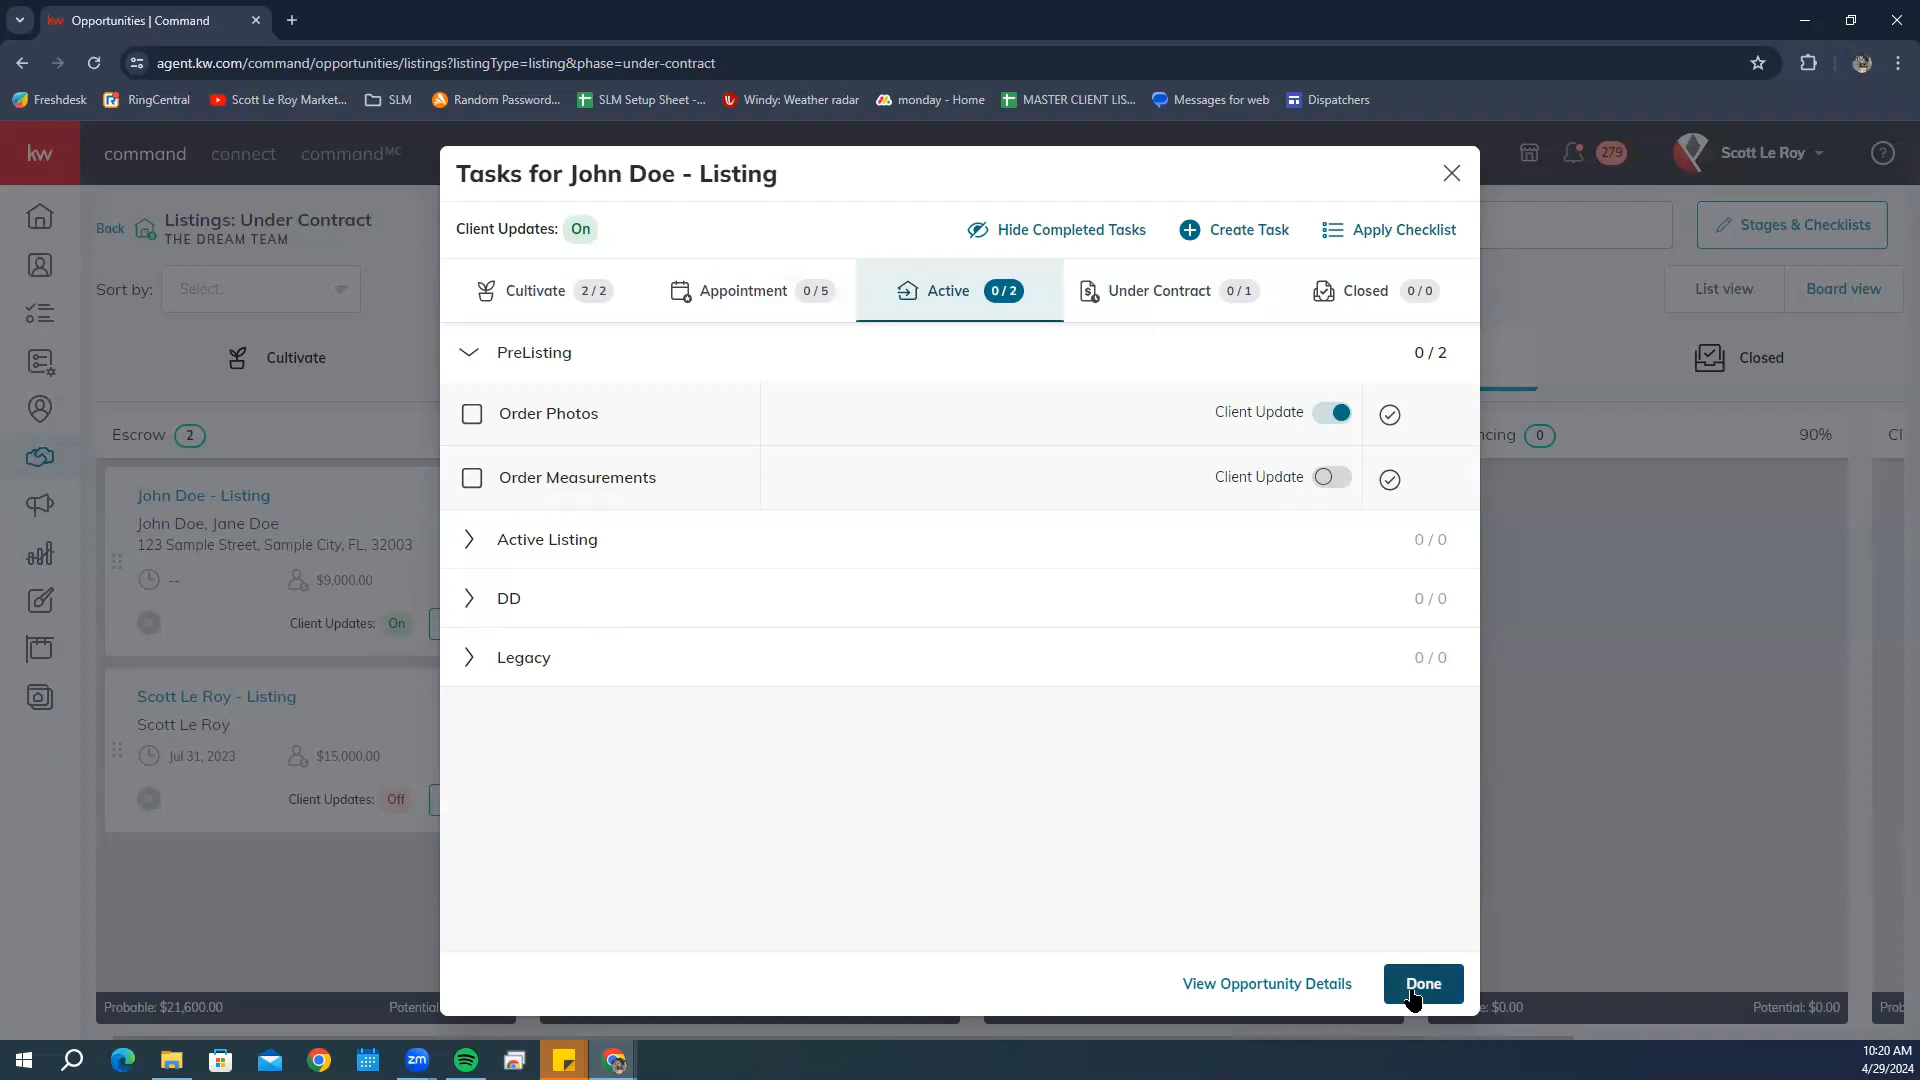 Opportunities | Command
agent.kw.com/command/opportunities/listings?listingType=listing&phase=under-contract
Freshdesk
RingCentral
Scott Le Roy Market...
SLM
Random Password...
SLM Setup Sheet -...
Windy: Weather radar
monday - Home
MASTER CLIENT LIS...
Messages for web
Dispatchers
kw
command
connect
commandMC
279
Scott Le Roy
Back
Listings: Under Contract
THE DREAM TEAM
Stages & Checklists
Sort by:
Select...
List view
Board view
Cultivate
Closed
Escrow 2
ncing 0
90%
Cl
John Doe - Listing
John Doe, Jane Doe
123 Sample Street, Sample City, FL, 32003
--
$9,000.00
Client Updates: On
Scott Le Roy - Listing
Scott Le Roy
Jul 31, 2023
$15,000.00
Client Updates: Off
Probable: $21,600.00
Potential
e: $0.00
Potential: $0.00
Prob
Tasks for John Doe - Listing
Client Updates: On
Hide Completed Tasks
Create Task
Apply Checklist
Cultivate 2 / 2
Appointment 0 / 5
Active 0 / 2
Under Contract 0 / 1
Closed 0 / 0
PreListing 0 / 2
Order Photos
Client Update
Order Measurements
Client Update
Active Listing 0 / 0
DD 0 / 0
Legacy 0 / 0
View Opportunity Details
Done
zm
10:20 AM
4/29/2024